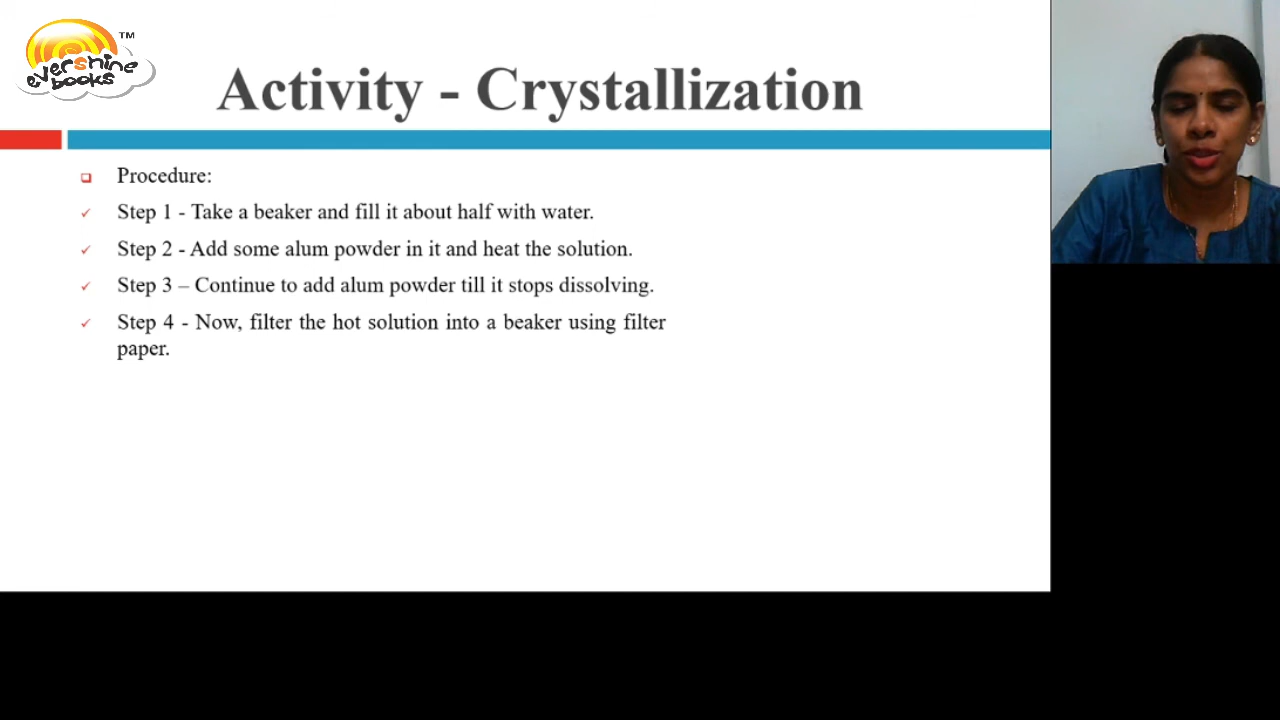 TM
evershine
books
Activity - Crystallization
Procedure:
Step 1 - Take a beaker and fill it about half with water.
Step 2 - Add some alum powder in it and heat the solution.
Step 3 – Continue to add alum powder till it stops dissolving.
Step 4 - Now, filter the hot solution into a beaker using filter
paper.